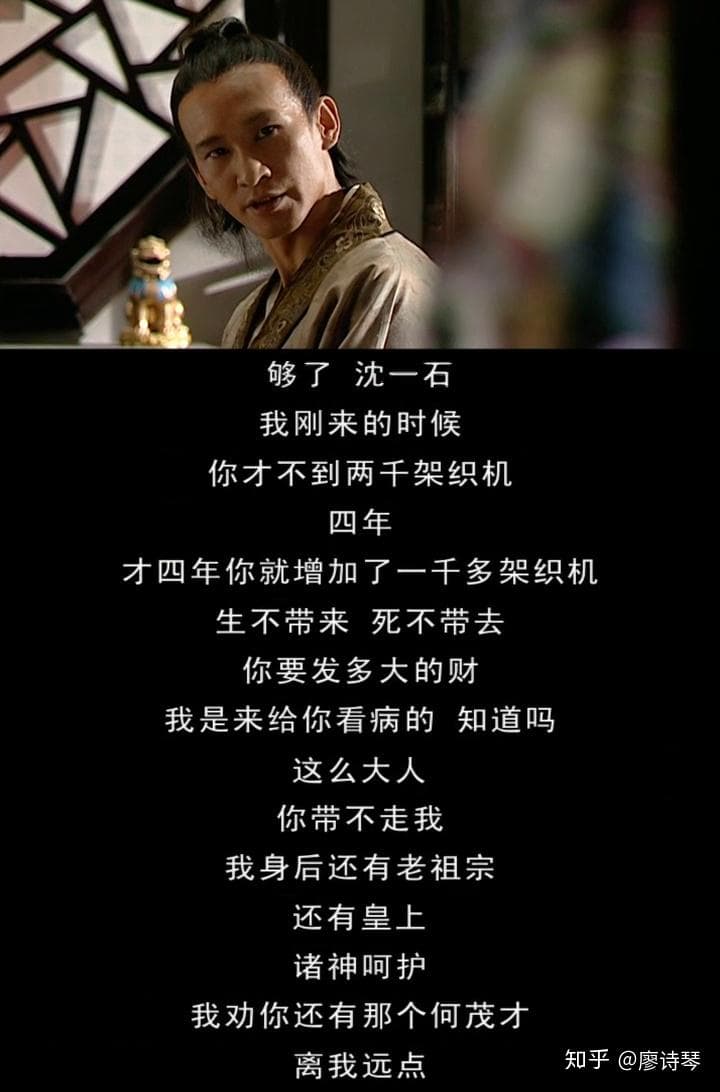 够了 沈一石
我刚来的时候
你才不到两千架织机
四年
才四年你就增加了一千多架织机
生不带来 死不带去
你要发多大的财
我是来给你看病的 知道吗
这么大人
你带不走我
我身后还有老祖宗
还有皇上
诸神呵护
我劝你还有那个何茂才
离我远点
知乎 @廖诗琴